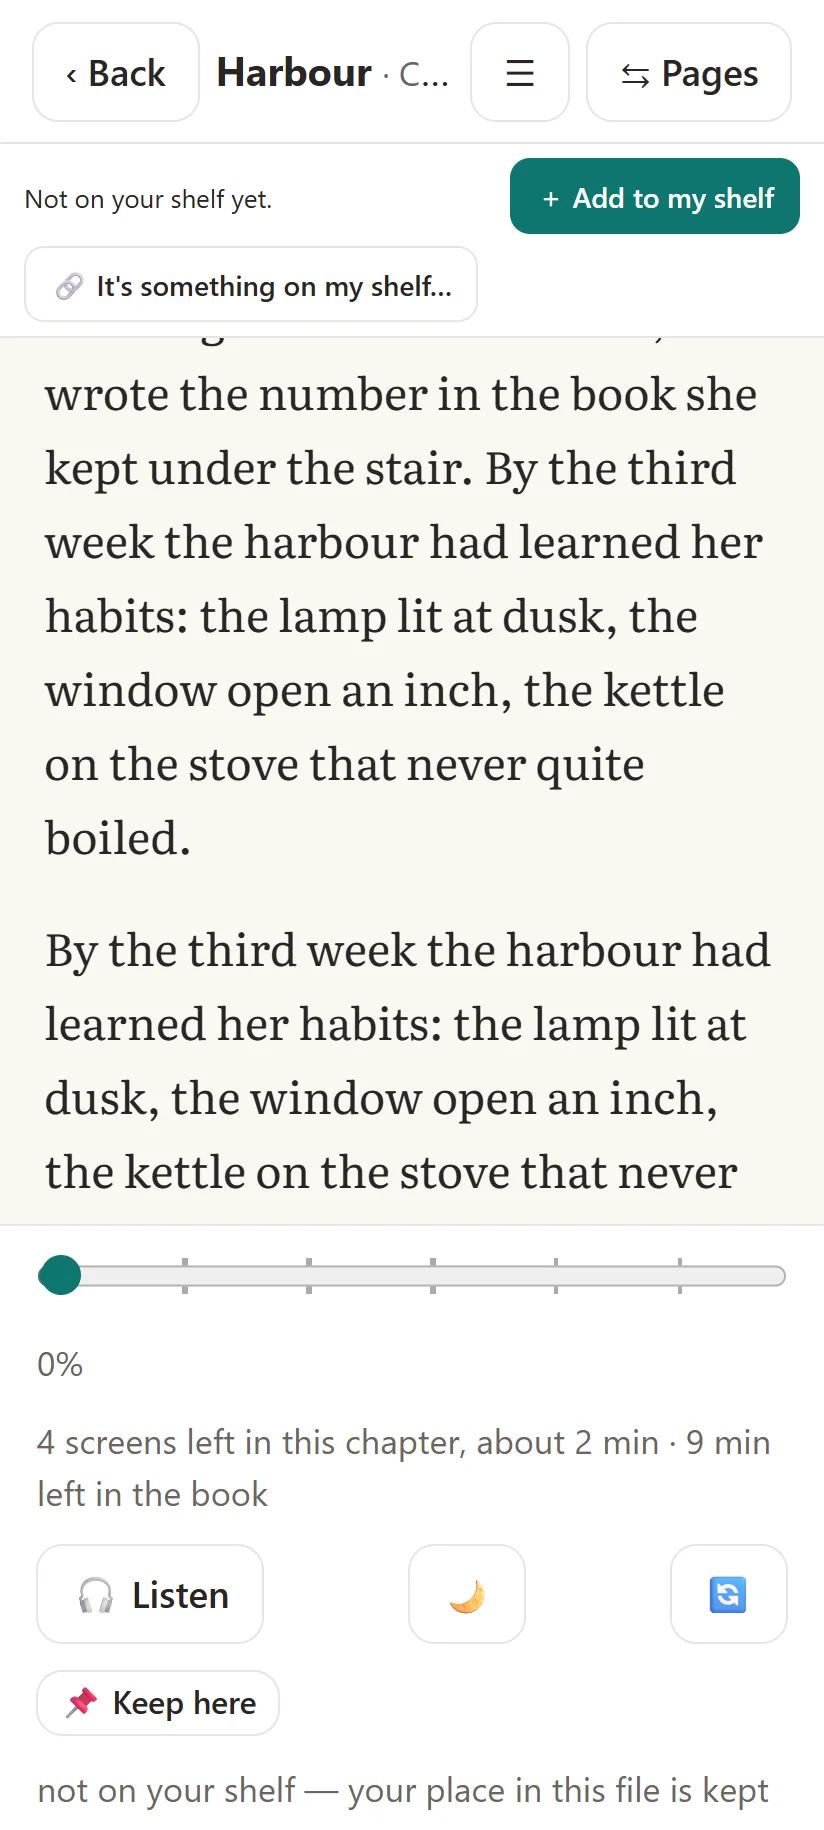 ‹ Back Harbour · C... ☰ ⇆ Pages
Not on your shelf yet. + Add to my shelf
🔗 It's something on my shelf...
wrote the number in the book she
kept under the stair. By the third
week the harbour had learned her
habits: the lamp lit at dusk, the
window open an inch, the kettle
on the stove that never quite
boiled.
By the third week the harbour had
learned her habits: the lamp lit at
dusk, the window open an inch,
the kettle on the stove that never
0%
4 screens left in this chapter, about 2 min · 9 min
left in the book
🎧 Listen 🌙 🔄
📌 Keep here
not on your shelf — your place in this file is kept